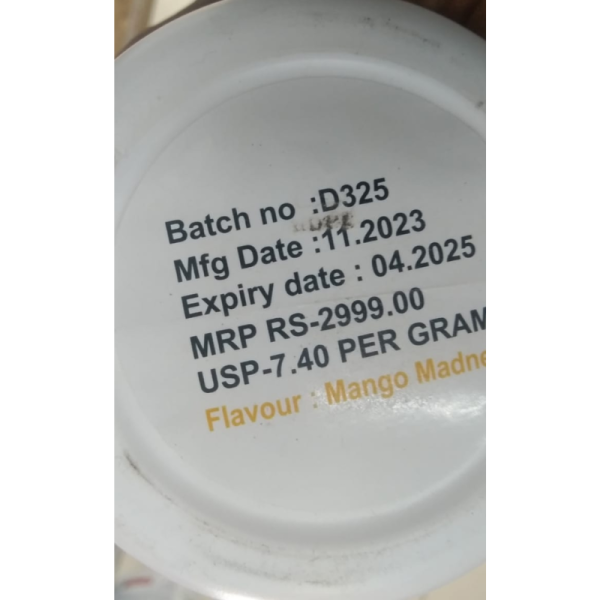 Batch no :D325
Mfg Date :11.2023
Expiry date : 04.2025
MRP RS-2999.00
USP-7.40 PER GRAM
Flavour : Mango